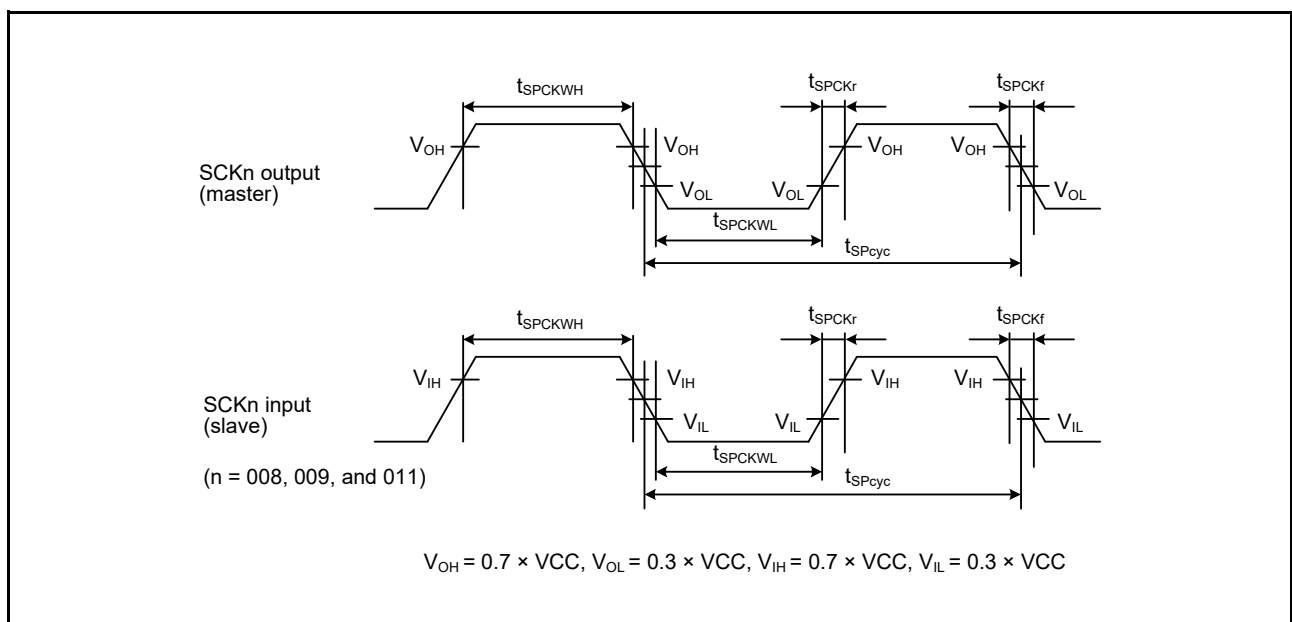 tSPCKWH
tSPCKr
tSPCKf
VOH
VOH
VOH
VOH
SCKn output
(master)
VOL
VOL
VOL
tSPCKWL
tSPcyc
tSPCKWH
tSPCKr
tSPCKf
VIH
VIH
VIH
VIH
SCKn input
(slave)
VIL
VIL
VIL
tSPCKWL
(n = 008, 009, and 011)
tSPcyc
VOH = 0.7 × VCC, VOL = 0.3 × VCC, VIH = 0.7 × VCC, VIL = 0.3 × VCC